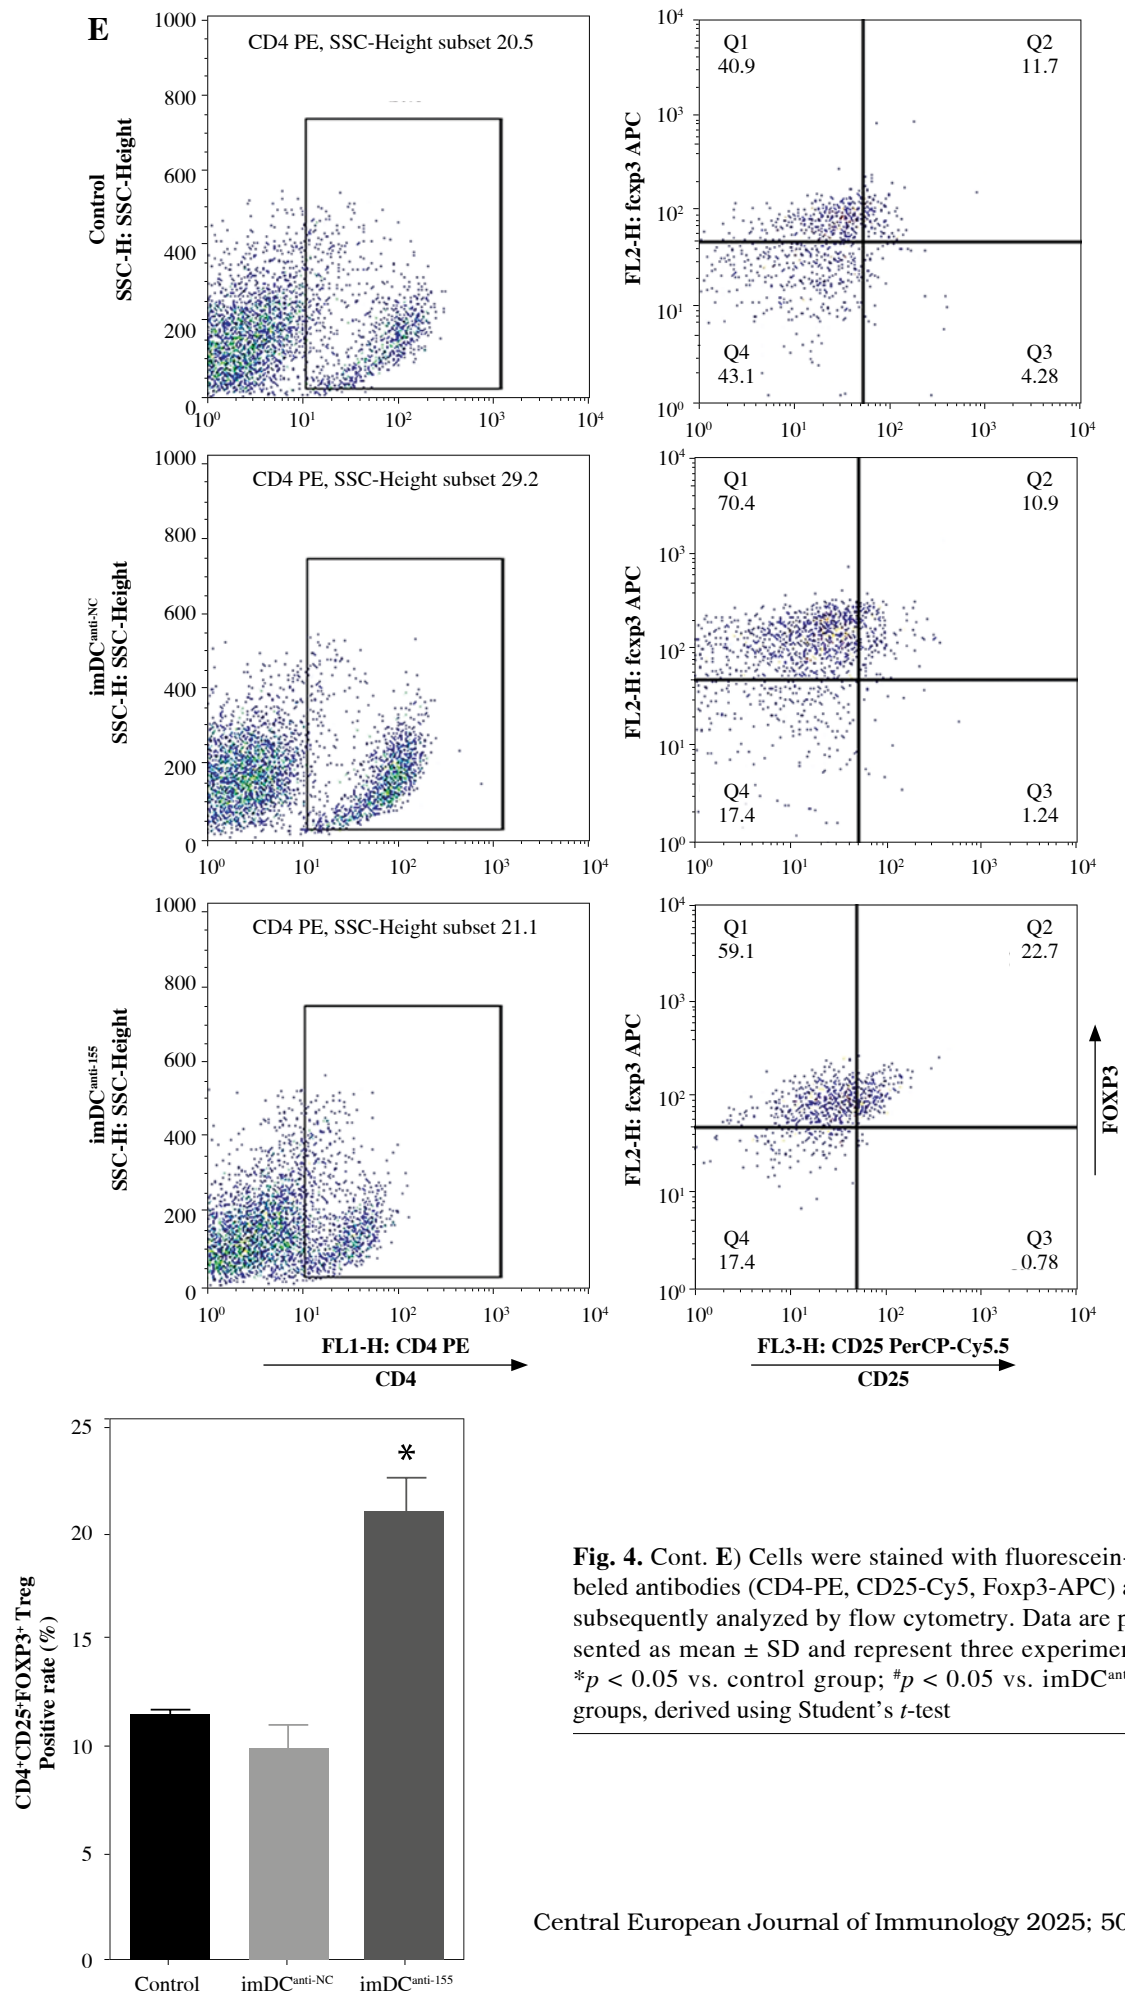 E
CD4 PE, SSC-Height subset 20.5
Control
SSC-H: SSC-Height
1000
800
600
400
200
0
10⁰ 10¹ 10² 10³ 10⁴
FL2-H: fcxp3 APC
10⁴
10³
10²
10¹
10⁰
Q1
40.9
Q2
11.7
Q4
43.1
Q3
4.28
10⁰ 10¹ 10² 10³ 10⁴
CD4 PE, SSC-Height subset 29.2
imDCanti-NC
SSC-H: SSC-Height
1000
800
600
400
200
0
10⁰ 10¹ 10² 10³ 10⁴
FL2-H: fcxp3 APC
10⁴
10³
10²
10¹
10⁰
Q1
70.4
Q2
10.9
Q4
17.4
Q3
1.24
10⁰ 10¹ 10² 10³ 10⁴
CD4 PE, SSC-Height subset 21.1
imDCanti-155
SSC-H: SSC-Height
1000
800
600
400
200
0
10⁰ 10¹ 10² 10³ 10⁴
FL1-H: CD4 PE
CD4
FL2-H: fcxp3 APC
10⁴
10³
10²
10¹
10⁰
Q1
59.1
Q2
22.7
Q4
17.4
Q3
0.78
10⁰ 10¹ 10² 10³ 10⁴
FL3-H: CD25 PerCP-Cy5.5
CD25
FOXP3
CD4⁺CD25⁺FOXP3⁺ Treg
Positive rate (%)
25
20
15
10
5
0
*
Control imDCanti-NC imDCanti-155
Fig. 4. Cont. E) Cells were stained with fluorescein-
beled antibodies (CD4-PE, CD25-Cy5, Foxp3-APC) a
subsequently analyzed by flow cytometry. Data are p
sented as mean ± SD and represent three experimen
*p < 0.05 vs. control group; #p < 0.05 vs. imDCant
groups, derived using Student’s t-test
Central European Journal of Immunology 2025; 50